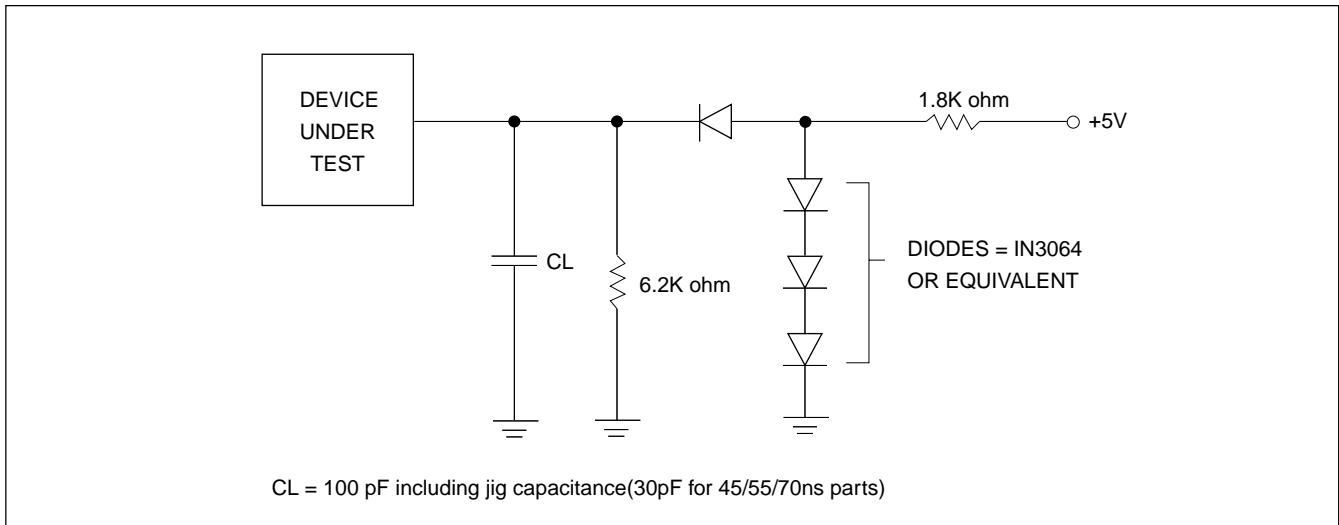 DEVICE
UNDER
TEST
1.8K ohm
+5V
CL
6.2K ohm
DIODES = IN3064
OR EQUIVALENT
CL = 100 pF including jig capacitance(30pF for 45/55/70ns parts)